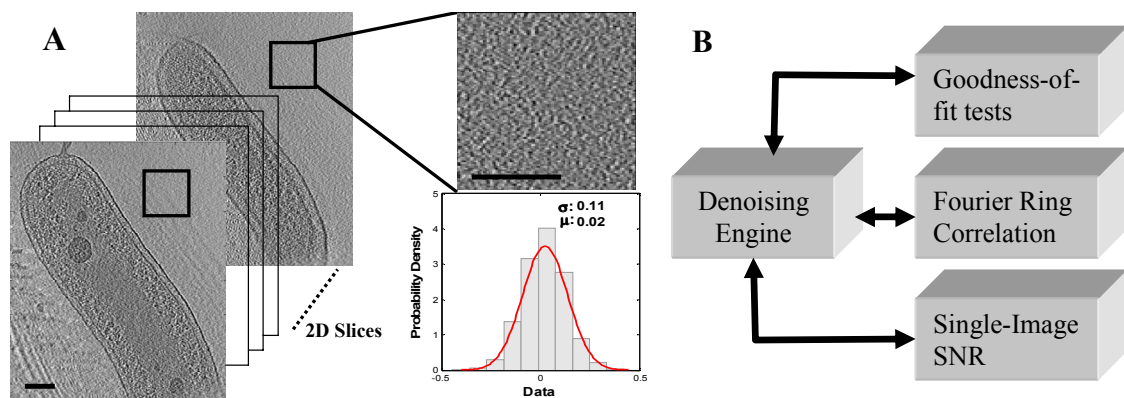 A
2D Slices
σ: 0.11
μ: 0.02
Probability Density
5
4
3
2
1
0
-0.5
0
0.5
Data
B
Goodness-of-
fit tests
Denoising
Engine
Fourier Ring
Correlation
Single-Image
SNR